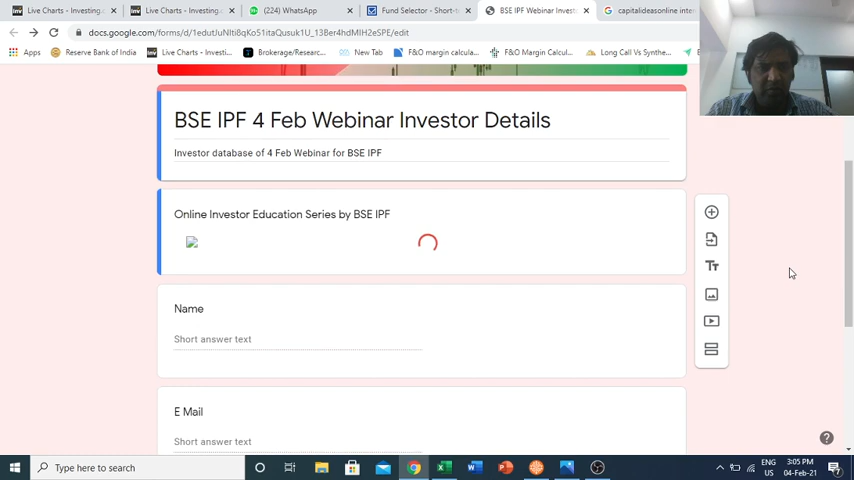 Live Charts - Investing.c
Live Charts - Investing.
(224) WhatsApp
Fund Selector - Short-t
BSE IPF Webinar Invest
capitalideasonline inter
docs.google.com/forms/d/
/edit
Apps
Reserve Bank of India
Live Charts - Investi...
Brokerage/Researc...
New Tab
F&O margin calcula...
F&O Margin Calcul...
Long Call Vs Synthe...
BSE IPF 4 Feb Webinar Investor Details
Investor database of 4 Feb Webinar for BSE IPF
Online Investor Education Series by BSE IPF
Name
Short answer text
E Mail
Short answer text
Type here to search
ENG
US
3:05 PM
04-Feb-21